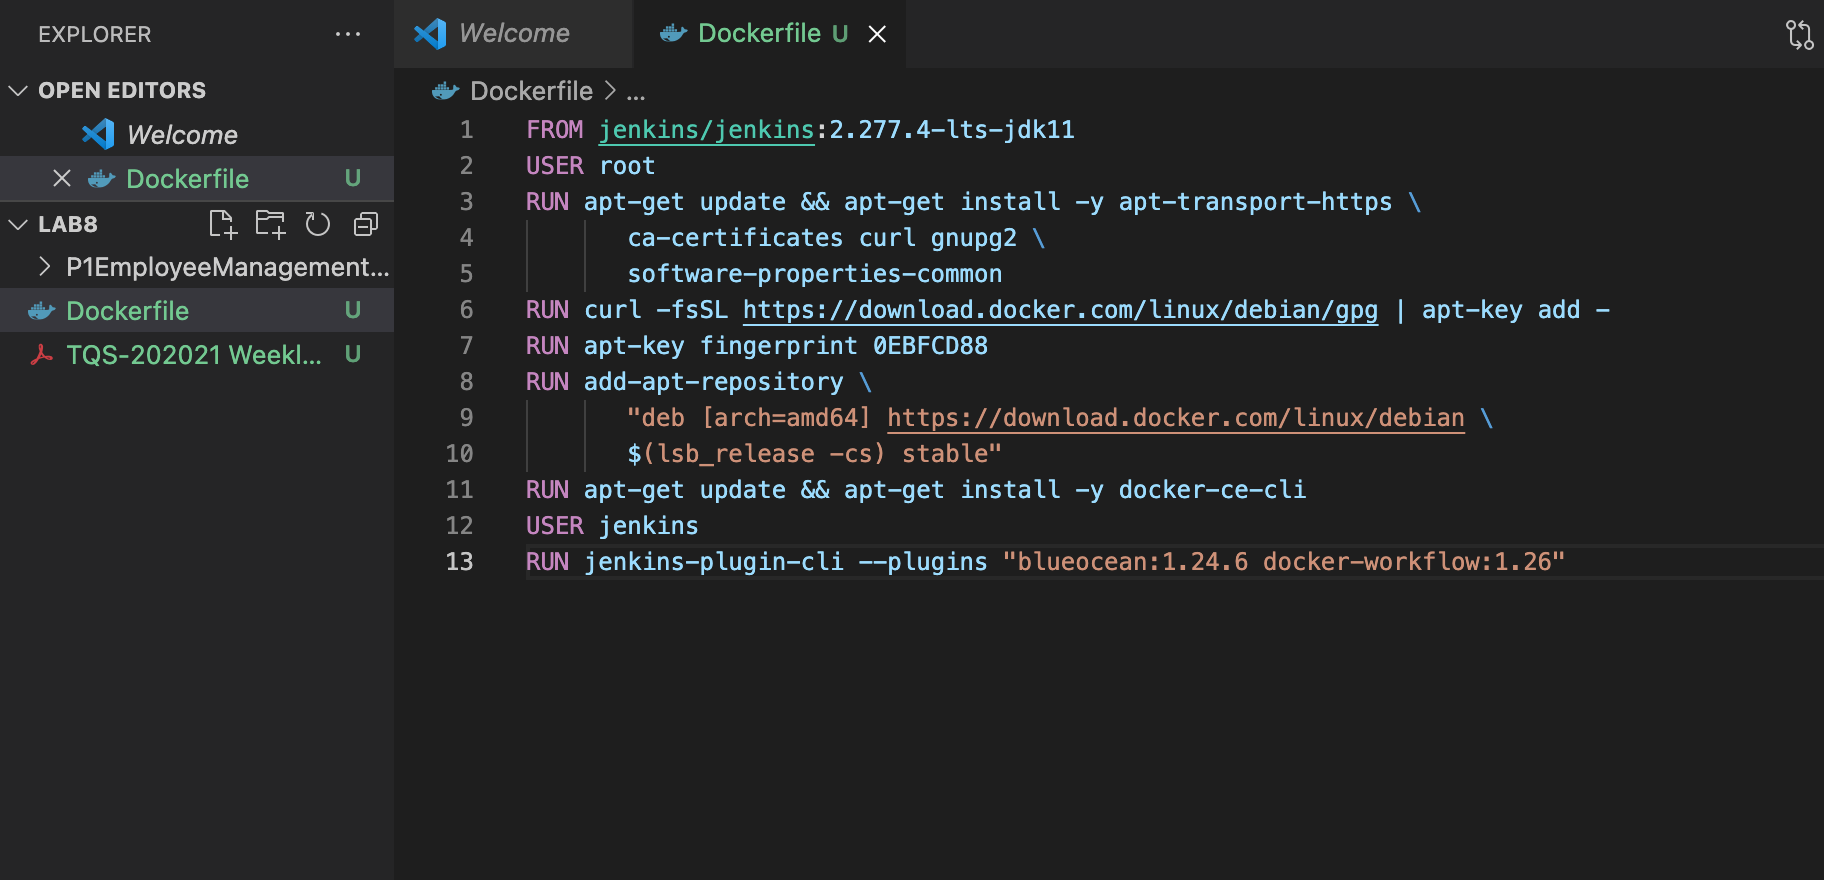 EXPLORER ...
OPEN EDITORS
Welcome
Dockerfile U
LAB8
P1EmployeeManagement...
Dockerfile U
TQS-202021 Weekl... U
Welcome
Dockerfile U
Dockerfile > ...
1 FROM jenkins/jenkins:2.277.4-lts-jdk11
2 USER root
3 RUN apt-get update && apt-get install -y apt-transport-https \
4 ca-certificates curl gnupg2 \
5 software-properties-common
6 RUN curl -fsSL https://download.docker.com/linux/debian/gpg | apt-key add -
7 RUN apt-key fingerprint 0EBFCD88
8 RUN add-apt-repository \
9 "deb [arch=amd64] https://download.docker.com/linux/debian \
10 $(lsb_release -cs) stable"
11 RUN apt-get update && apt-get install -y docker-ce-cli
12 USER jenkins
13 RUN jenkins-plugin-cli --plugins "blueocean:1.24.6 docker-workflow:1.26"